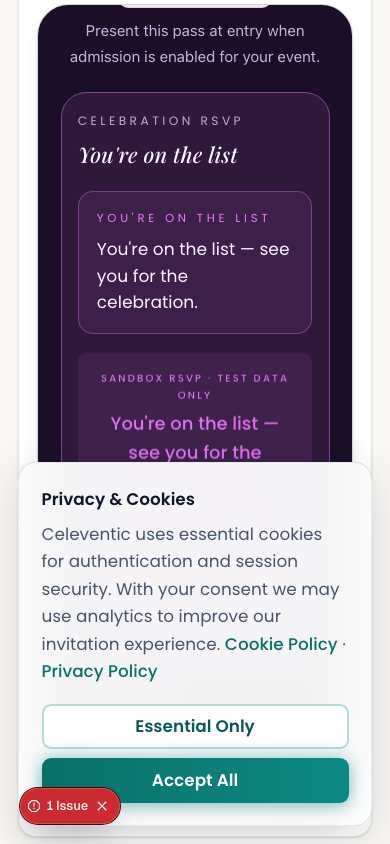 Present this pass at entry when
admission is enabled for your event.
CELEBRATION RSVP
You're on the list
YOU'RE ON THE LIST
You're on the list — see
you for the
celebration.
SANDBOX RSVP · TEST DATA
ONLY
You're on the list —
see you for the
Privacy & Cookies
Celeventic uses essential cookies
for authentication and session
security. With your consent we may
use analytics to improve our
invitation experience. Cookie Policy ·
Privacy Policy
Essential Only
Accept All
1 Issue